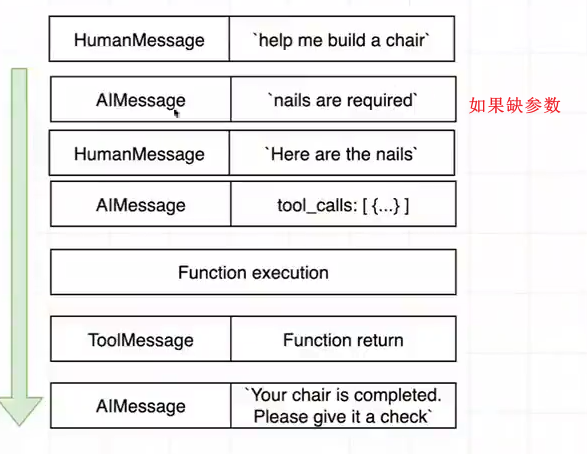 HumanMessage `help me build a chair`
AIMessage `nails are required` 如果缺参数
HumanMessage `Here are the nails`
AIMessage tool_calls: [ {...} ]
Function execution
ToolMessage Function return
AIMessage `Your chair is completed.
Please give it a check`